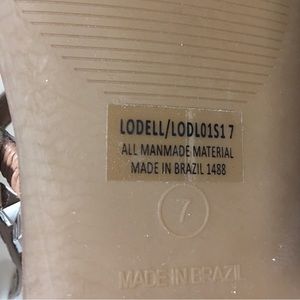 LODELL/LODL01S1 7
ALL MANMADE MATERIAL
MADE IN BRAZIL 1488
7
MADE IN BRAZIL